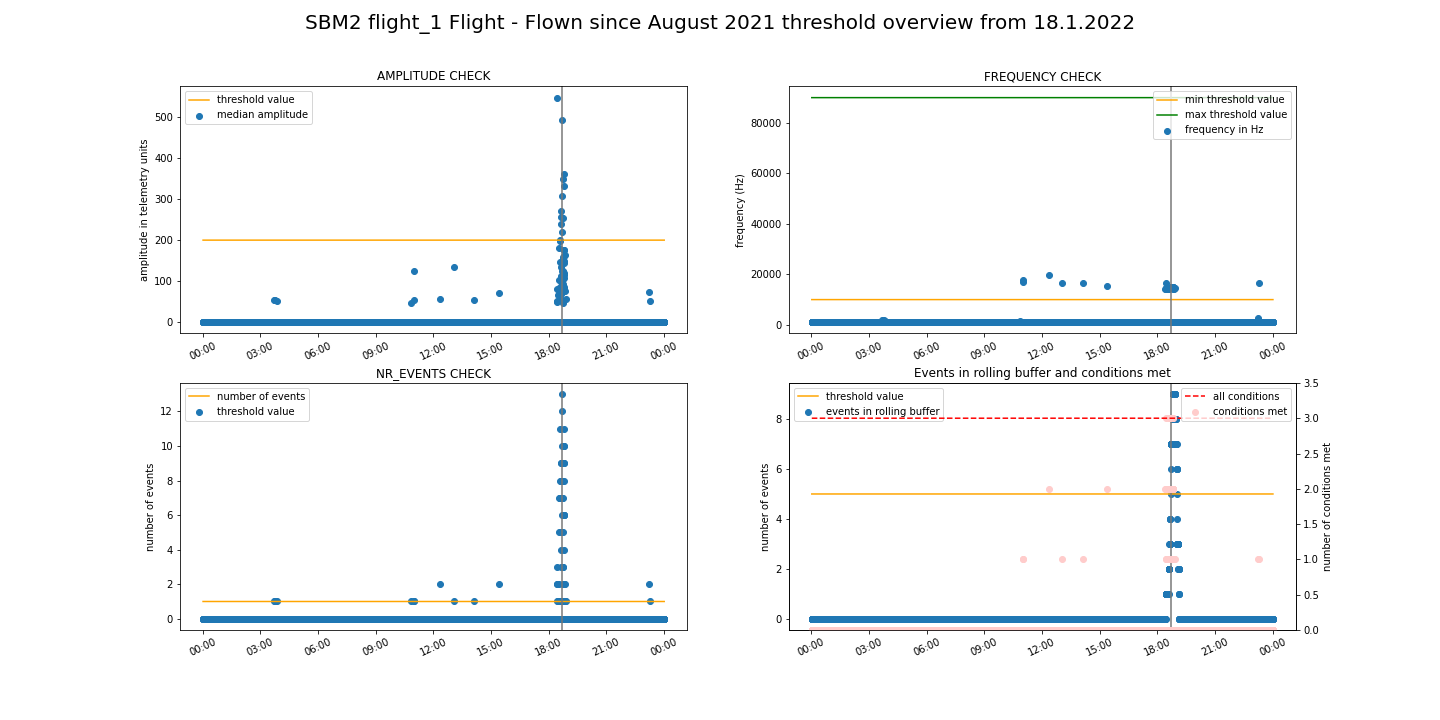 SBM2 flight_1 Flight - Flown since August 2021 threshold overview from 18.1.2022
AMPLITUDE CHECK
threshold value
median amplitude
amplitude in telemetry units
500
400
300
200
100
0
00:00 03:00 06:00 09:00 12:00 15:00 18:00 21:00 00:00
FREQUENCY CHECK
min threshold value
max threshold value
frequency in Hz
frequency (Hz)
80000
60000
40000
20000
0
00:00 03:00 06:00 09:00 12:00 15:00 18:00 21:00 00:00
NR_EVENTS CHECK
number of events
threshold value
number of events
12
10
8
6
4
2
0
00:00 03:00 06:00 09:00 12:00 15:00 18:00 21:00 00:00
Events in rolling buffer and conditions met
threshold value
events in rolling buffer
all conditions
conditions met
number of events
8
6
4
2
0
3.5
3.0
2.5
2.0
1.5
1.0
0.5
0.0
number of conditions met
00:00 03:00 06:00 09:00 12:00 15:00 18:00 21:00 00:00